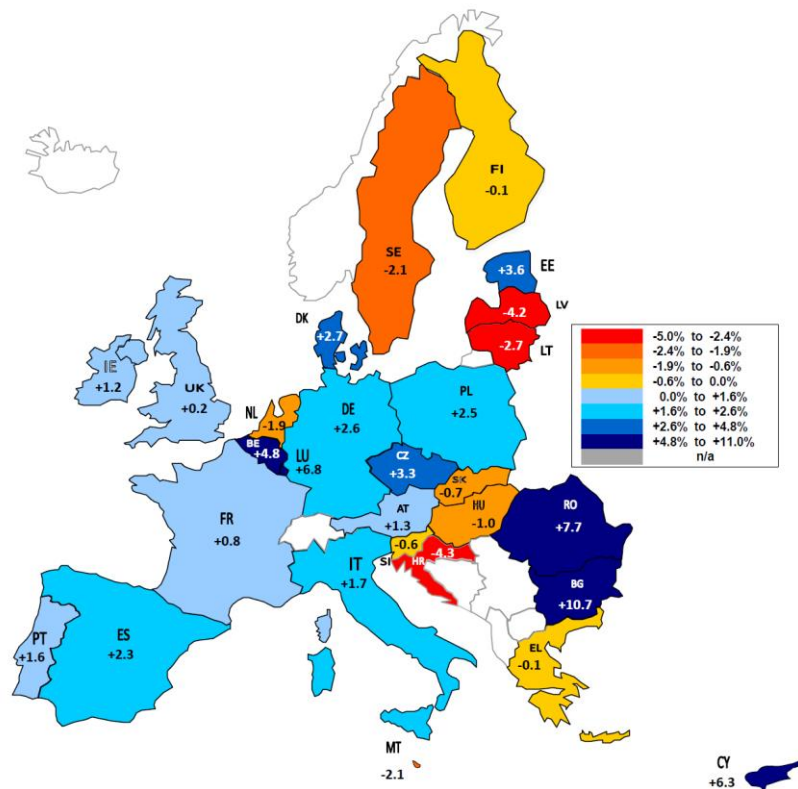 FI
-0.1
SE
-2.1
+3.6
EE
LV
-4.2
-2.7
LT
DK
+2.7
IE
+1.2
UK
+0.2
NL
-1.9
BE
+4.8
DE
+2.6
LU
+6.8
PL
+2.5
CZ
+3.3
SK
-0.7
AT
+1.3
HU
-1.0
RO
+7.7
FR
+0.8
-0.6
SI
HR
-4.3
IT
+1.7
BG
+10.7
PT
+1.6
ES
+2.3
EL
-0.1
MT
-2.1
CY
+6.3
-5.0% to -2.4%
-2.4% to -1.9%
-1.9% to -0.6%
-0.6% to 0.0%
0.0% to +1.6%
+1.6% to +2.6%
+2.6% to +4.8%
+4.8% to +11.0%
n/a